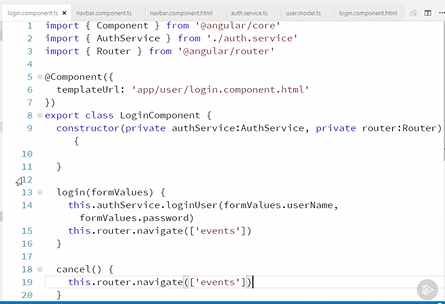 login.component.ts navbar.component.ts navbar.component.html auth.service.ts user.model.ts login.component.html
1 import { Component } from '@angular/core'
2 import { AuthService } from './auth.service'
3 import { Router } from '@angular/router'
4
5 @Component({
6 templateUrl: 'app/user/login.component.html'
7 })
8 export class LoginComponent {
9 constructor(private authService:AuthService, private router:Router)
{
10
11 }
12
13 login(formValues) {
14 this.authService.loginUser(formValues.userName,
formValues.password)
15 this.router.navigate(['events'])
16 }
17
18 cancel() {
19 this.router.navigate(['events'])
20 }